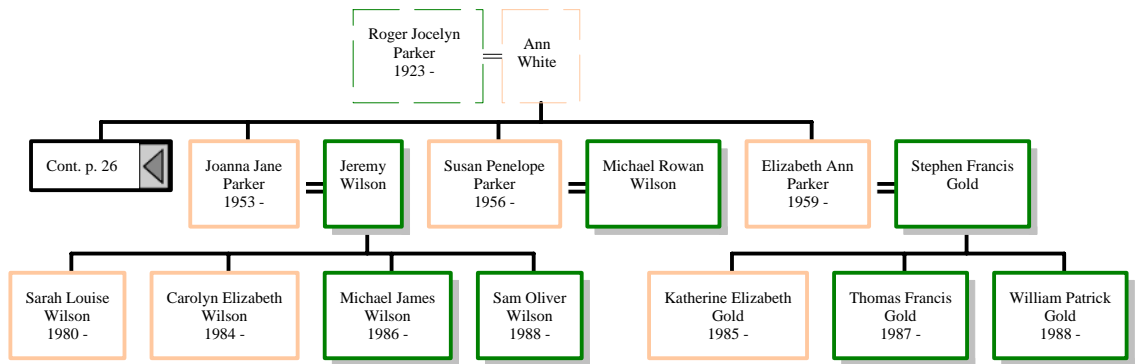 Roger Jocelyn
Parker
1923 -
Ann
White
Cont. p. 26
Joanna Jane
Parker
1953 -
Jeremy
Wilson
Susan Penelope
Parker
1956 -
Michael Rowan
Wilson
Elizabeth Ann
Parker
1959 -
Stephen Francis
Gold
Sarah Louise
Wilson
1980 -
Carolyn Elizabeth
Wilson
1984 -
Michael James
Wilson
1986 -
Sam Oliver
Wilson
1988 -
Katherine Elizabeth
Gold
1985 -
Thomas Francis
Gold
1987 -
William Patrick
Gold
1988 -